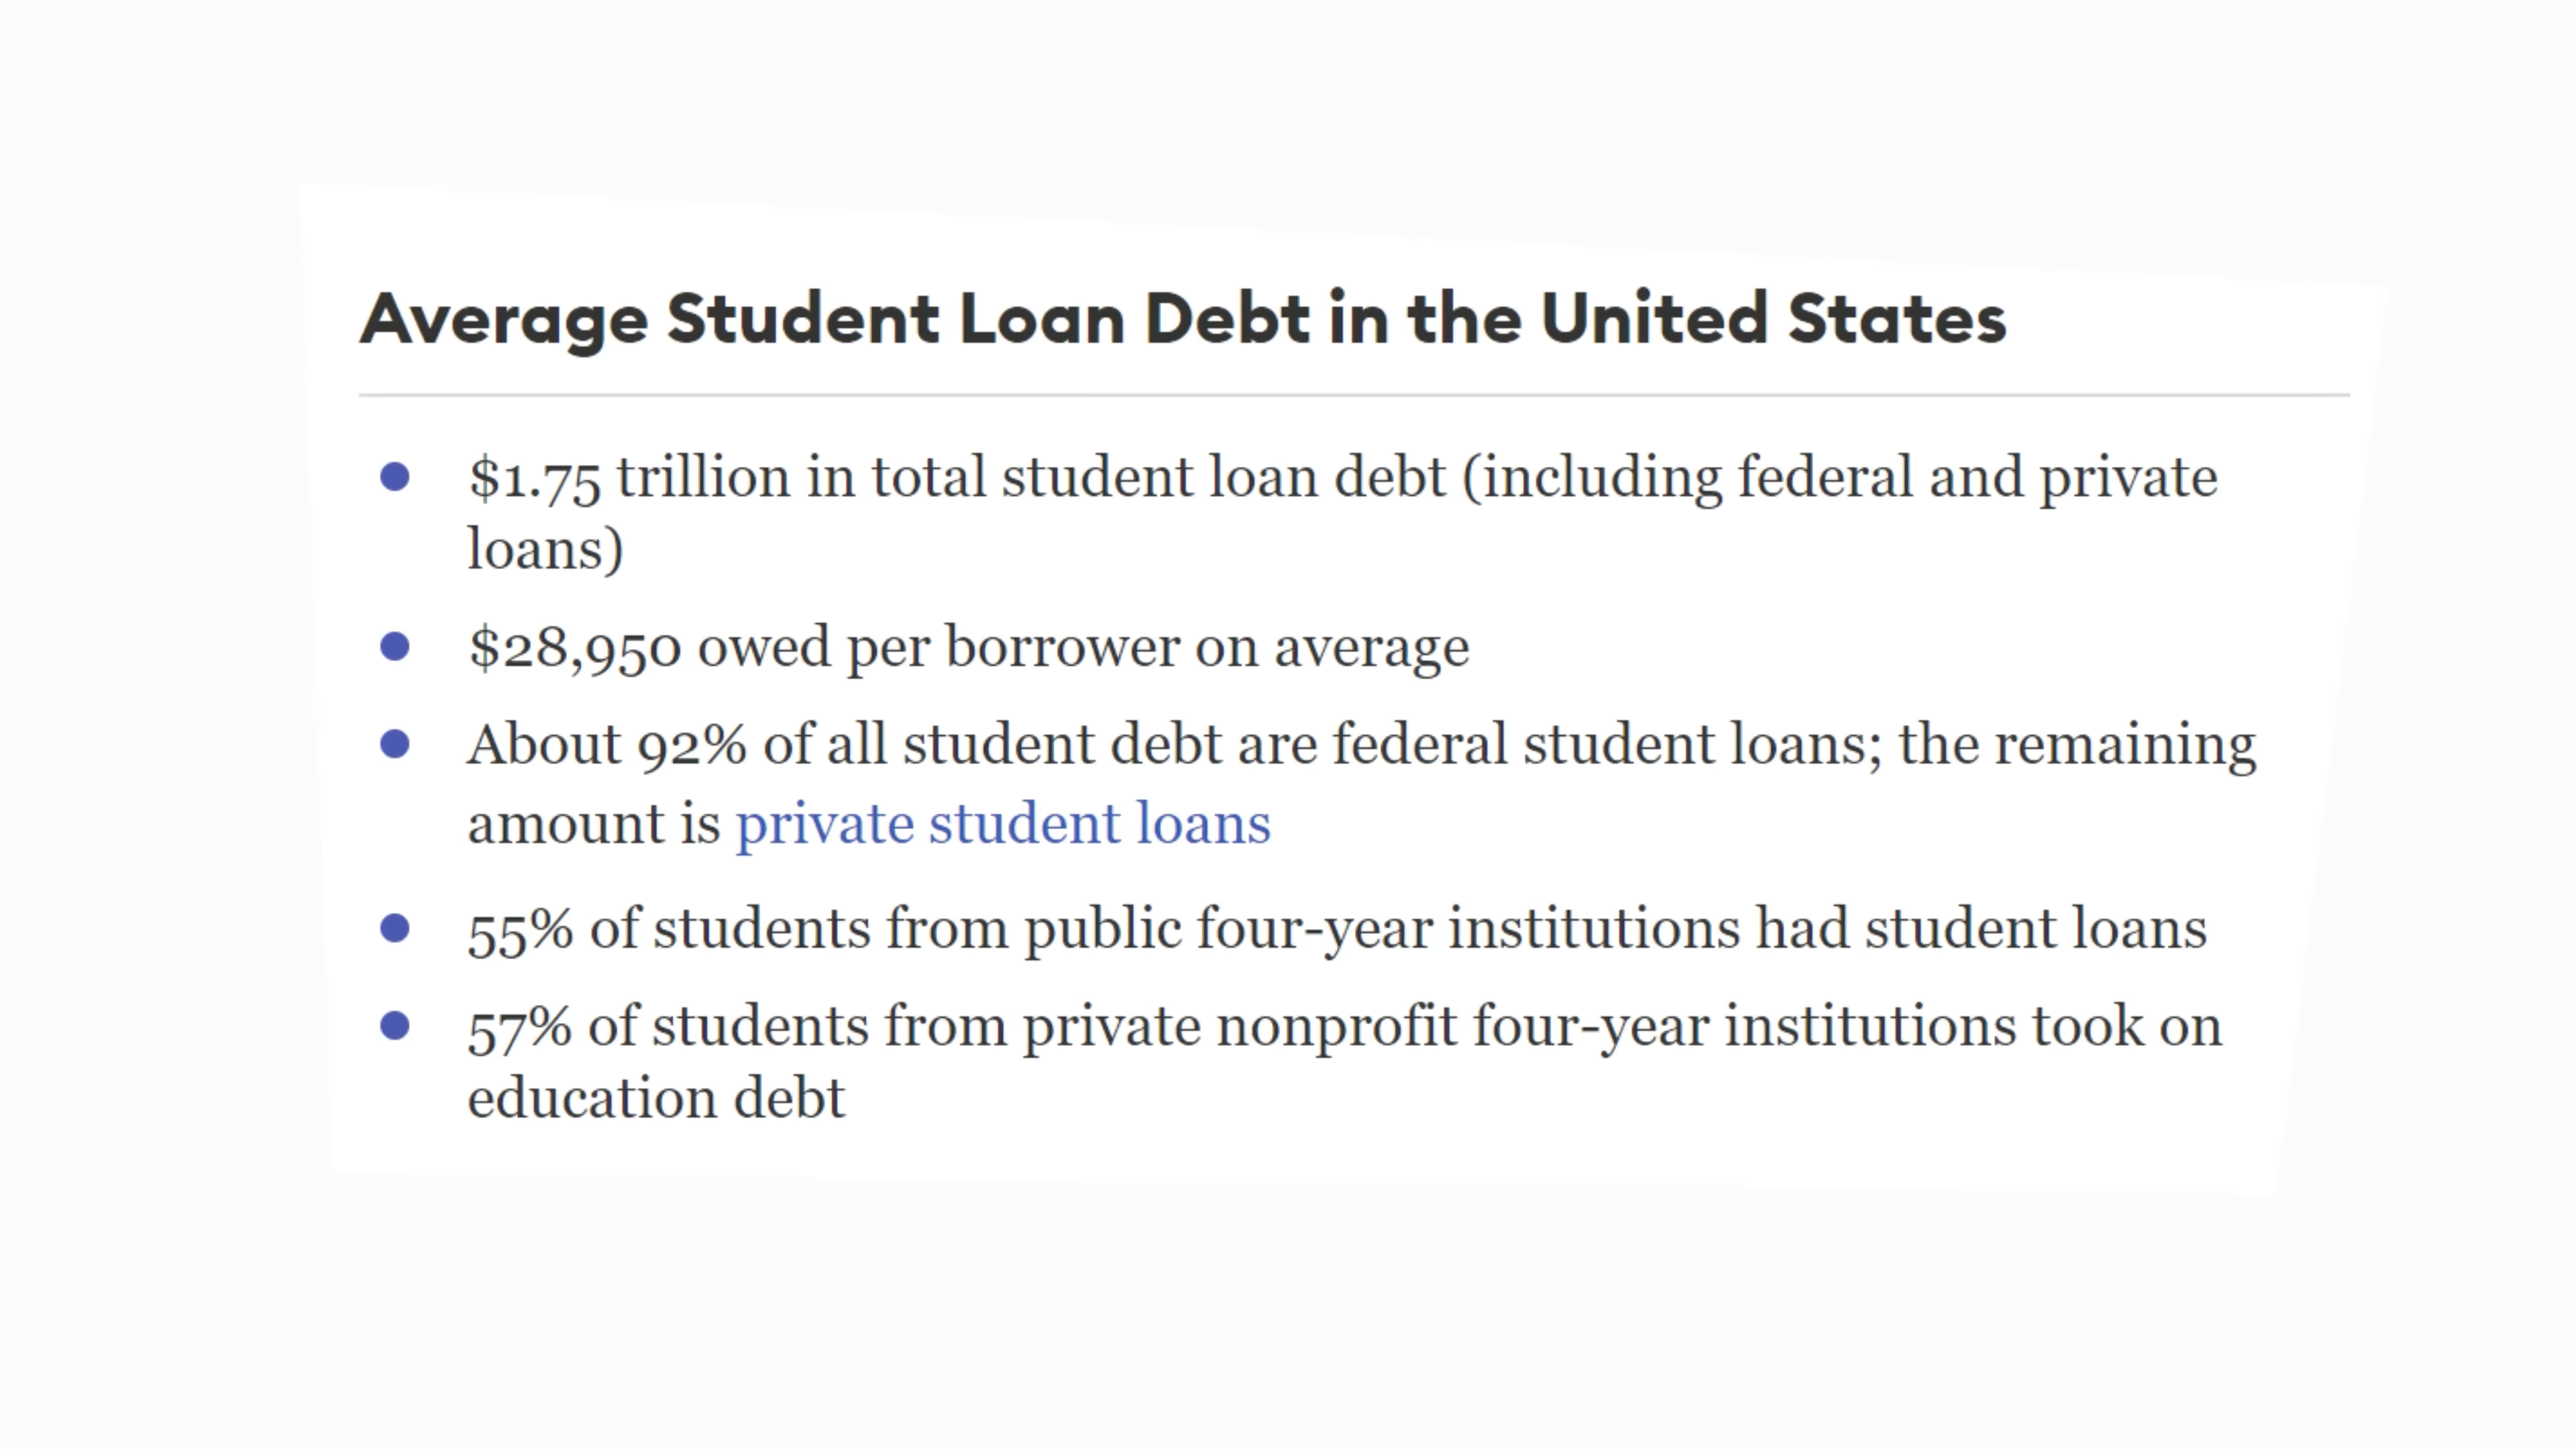 Average Student Loan Debt in the United States
● $1.75 trillion in total student loan debt (including federal and private
loans)
● $28,950 owed per borrower on average
● About 92% of all student debt are federal student loans; the remaining
amount is private student loans
● 55% of students from public four-year institutions had student loans
● 57% of students from private nonprofit four-year institutions took on
education debt